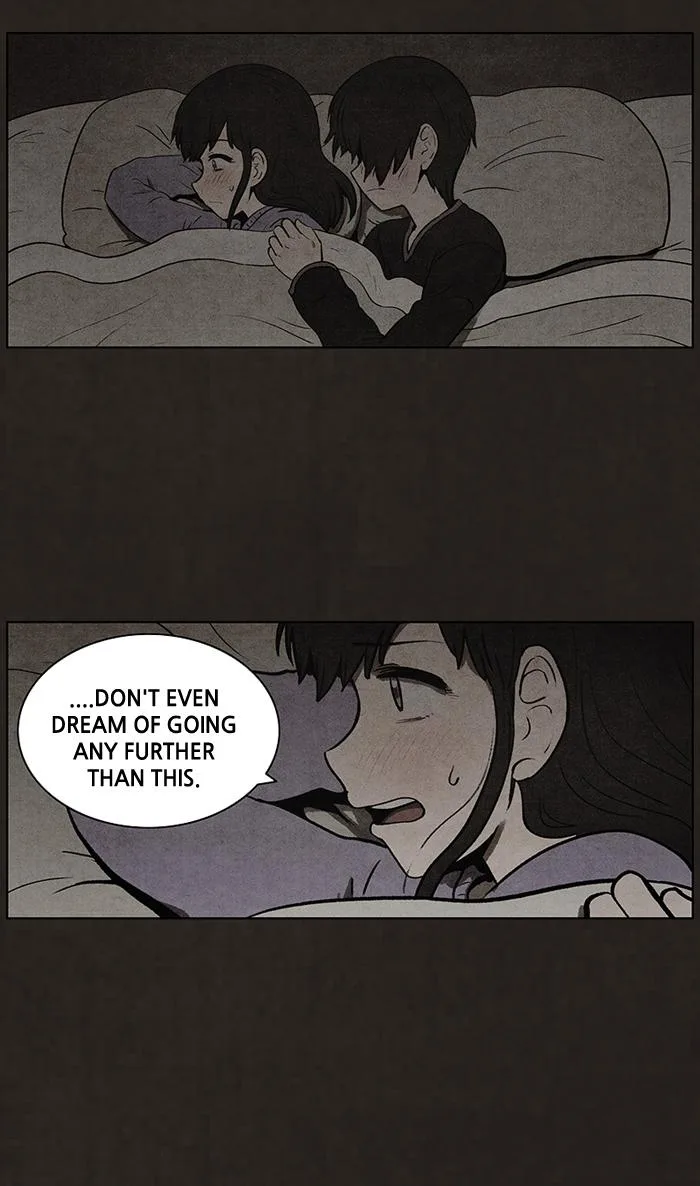 ....DON'T EVEN
DREAM OF GOING
ANY FURTHER
THAN THIS.